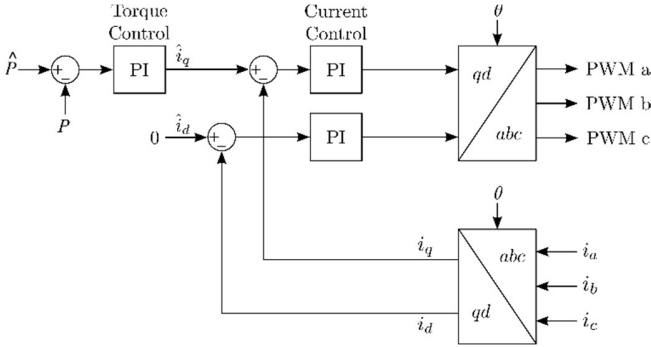 Torque Control
Current Control
θ
P̂
+
−
PI
î_q
+
−
PI
qd
abc
PWM a
PWM b
PWM c
P
0
î_d
+
−
PI
θ
i_q
i_d
abc
qd
i_a
i_b
i_c